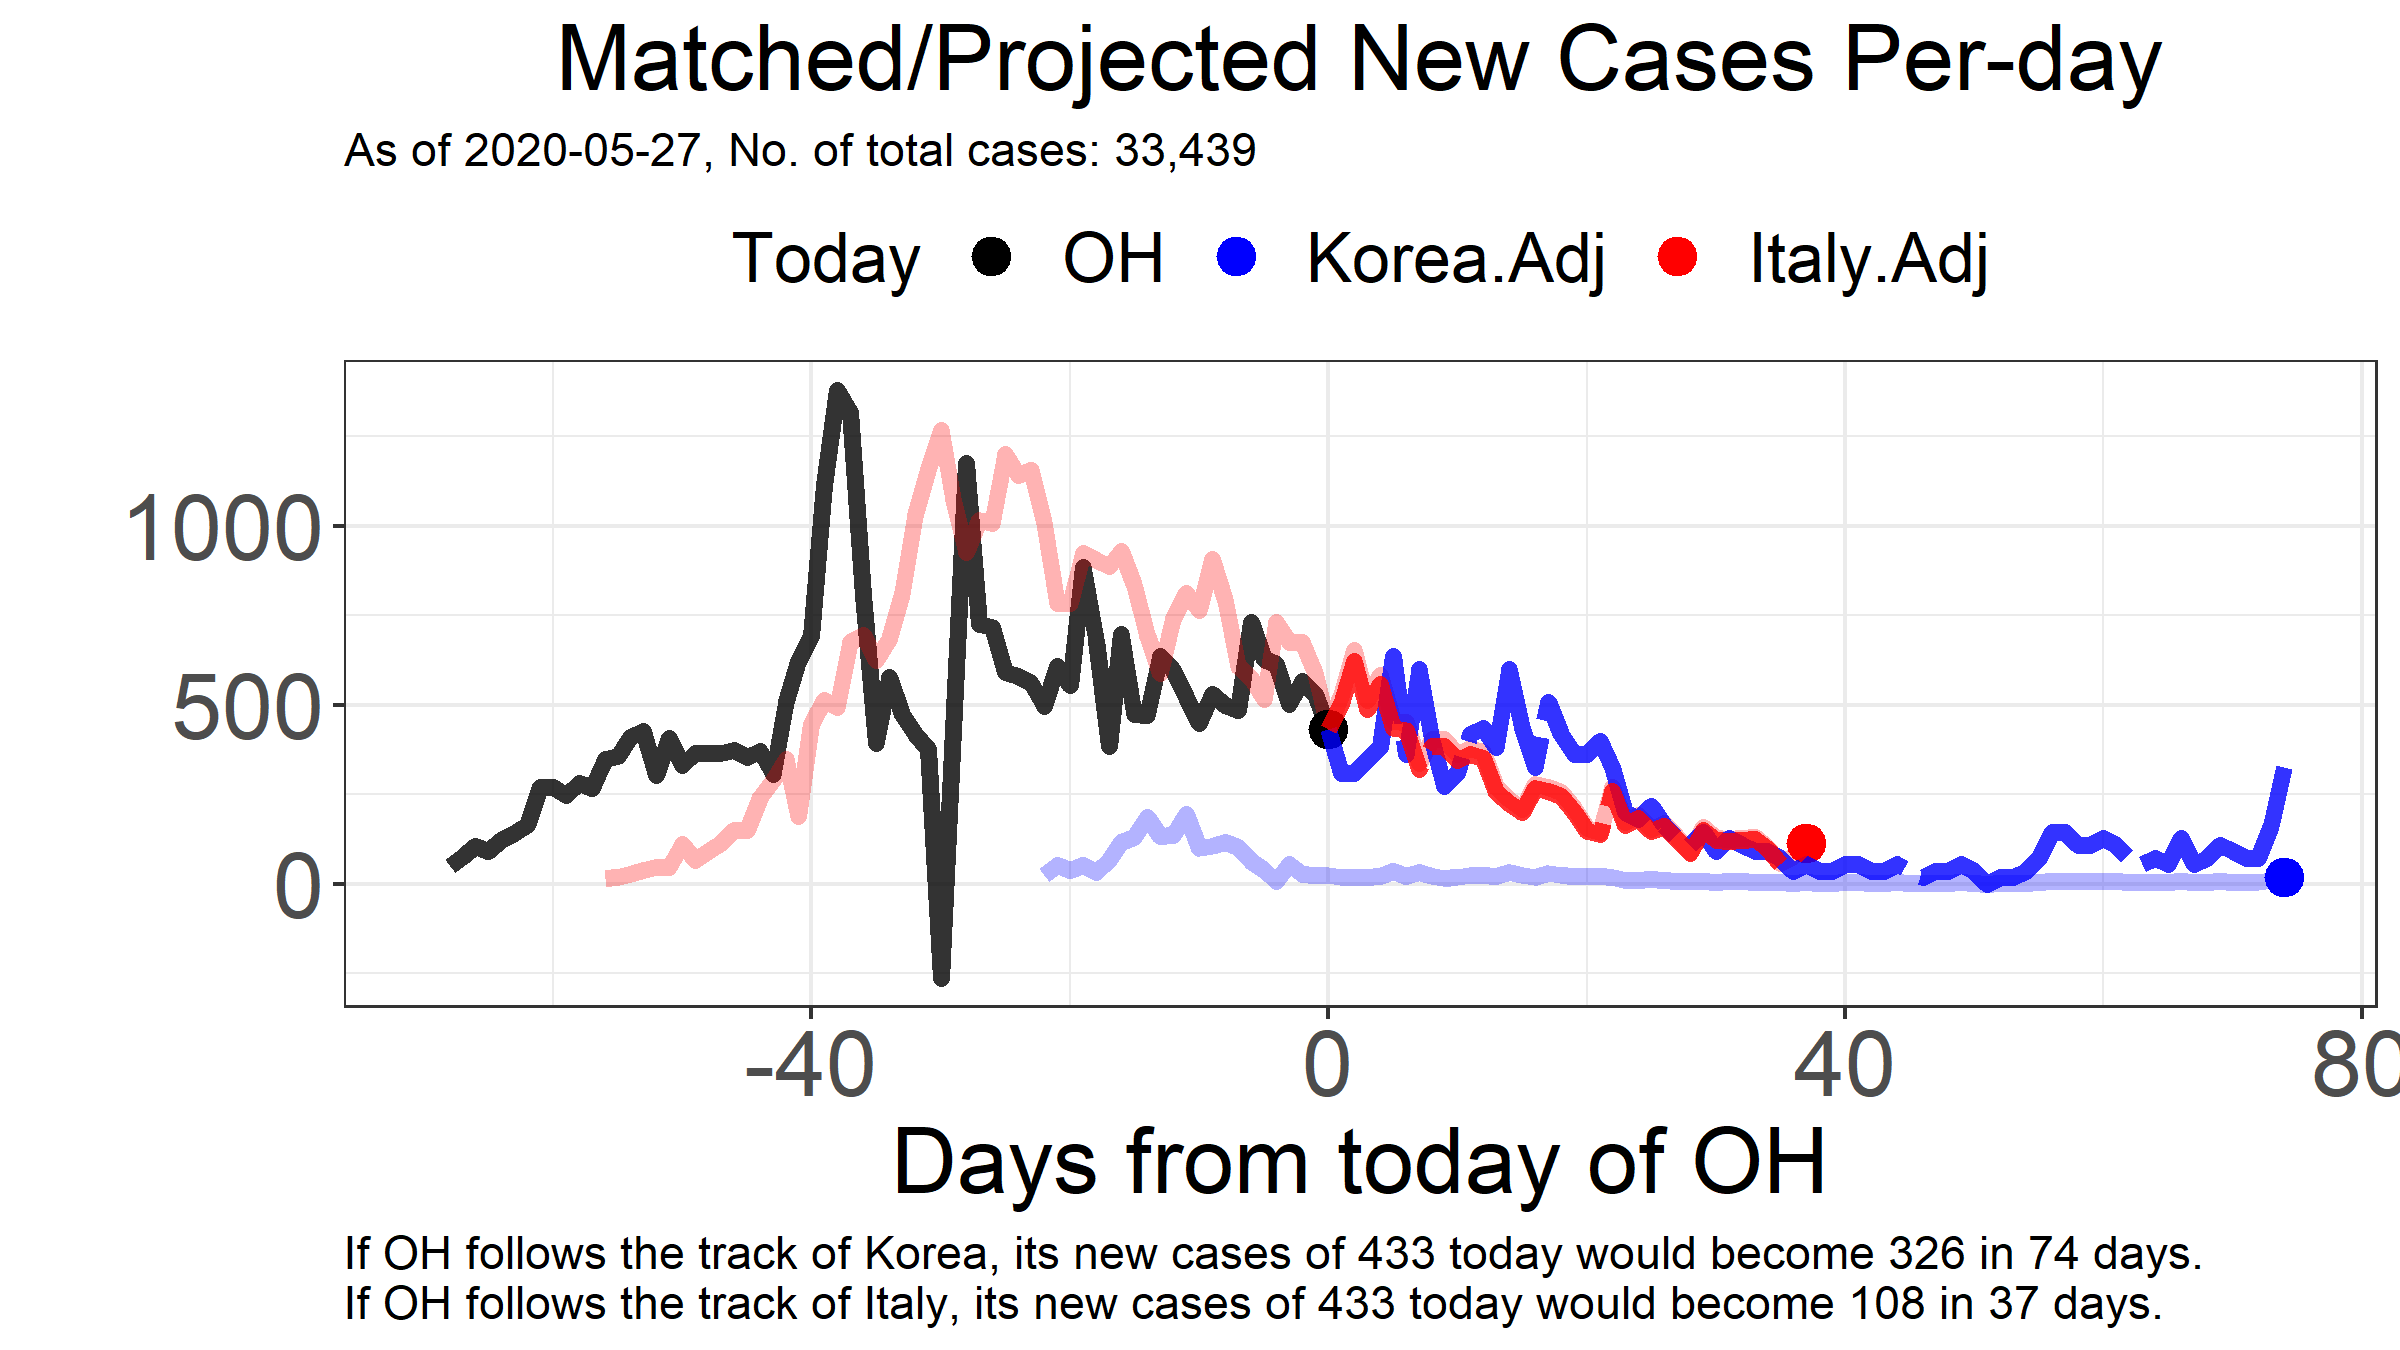 Matched/Projected New Cases Per-day
As of 2020-05-27, No. of total cases: 33,439
Today OH Korea.Adj Italy.Adj
1000
500
0
-40 0 40 80
Days from today of OH
If OH follows the track of Korea, its new cases of 433 today would become 326 in 74 days.
If OH follows the track of Italy, its new cases of 433 today would become 108 in 37 days.